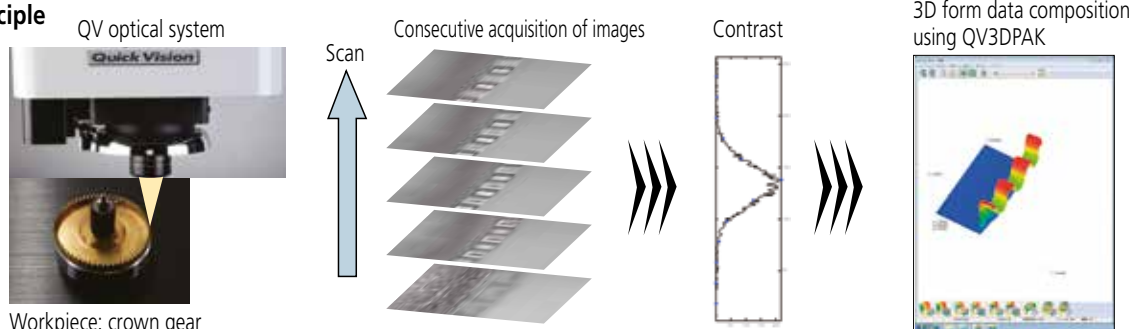 ciple
QV optical system
Quick Vision
Workpiece: crown gear
Scan
Consecutive acquisition of images
Contrast
3D form data composition
using QV3DPAK